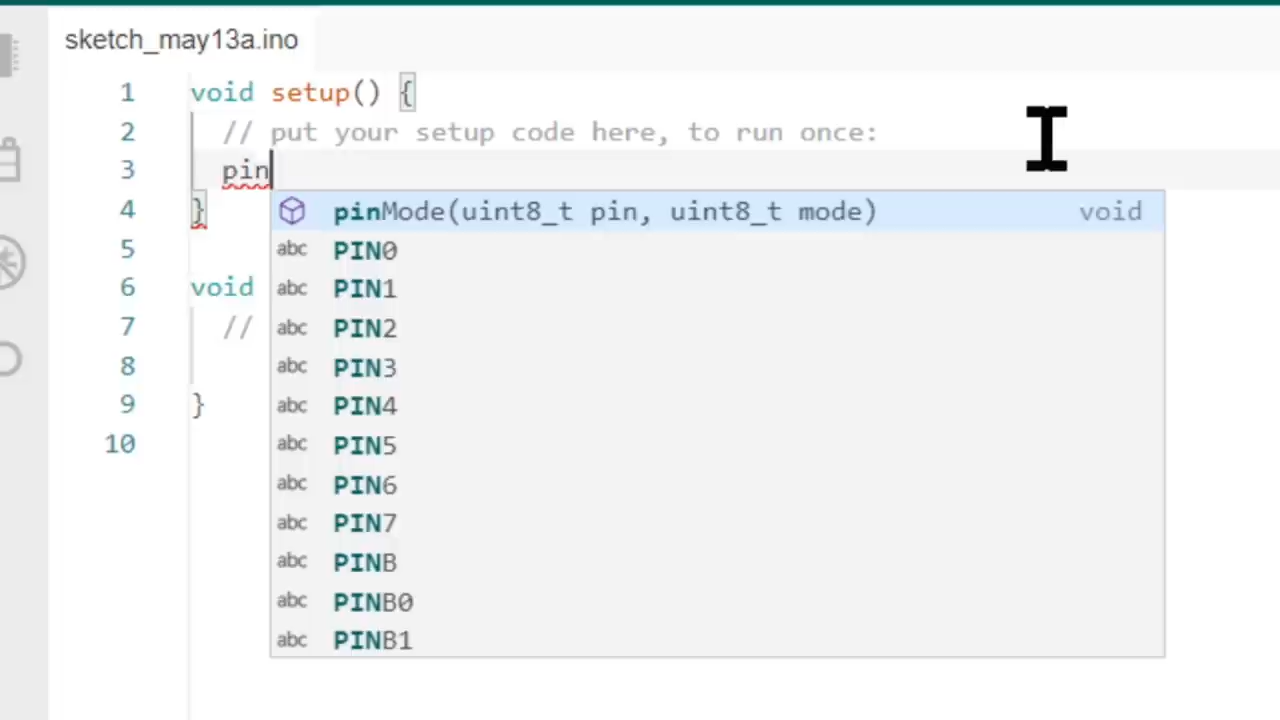 sketch_may13a.ino
1 void setup() {
2 // put your setup code here, to run once:
3 pin
4 }
5
6 void
7 //
8
9 }
10
pinMode(uint8_t pin, uint8_t mode) void
abc PIN0
abc PIN1
abc PIN2
abc PIN3
abc PIN4
abc PIN5
abc PIN6
abc PIN7
abc PINB
abc PINB0
abc PINB1